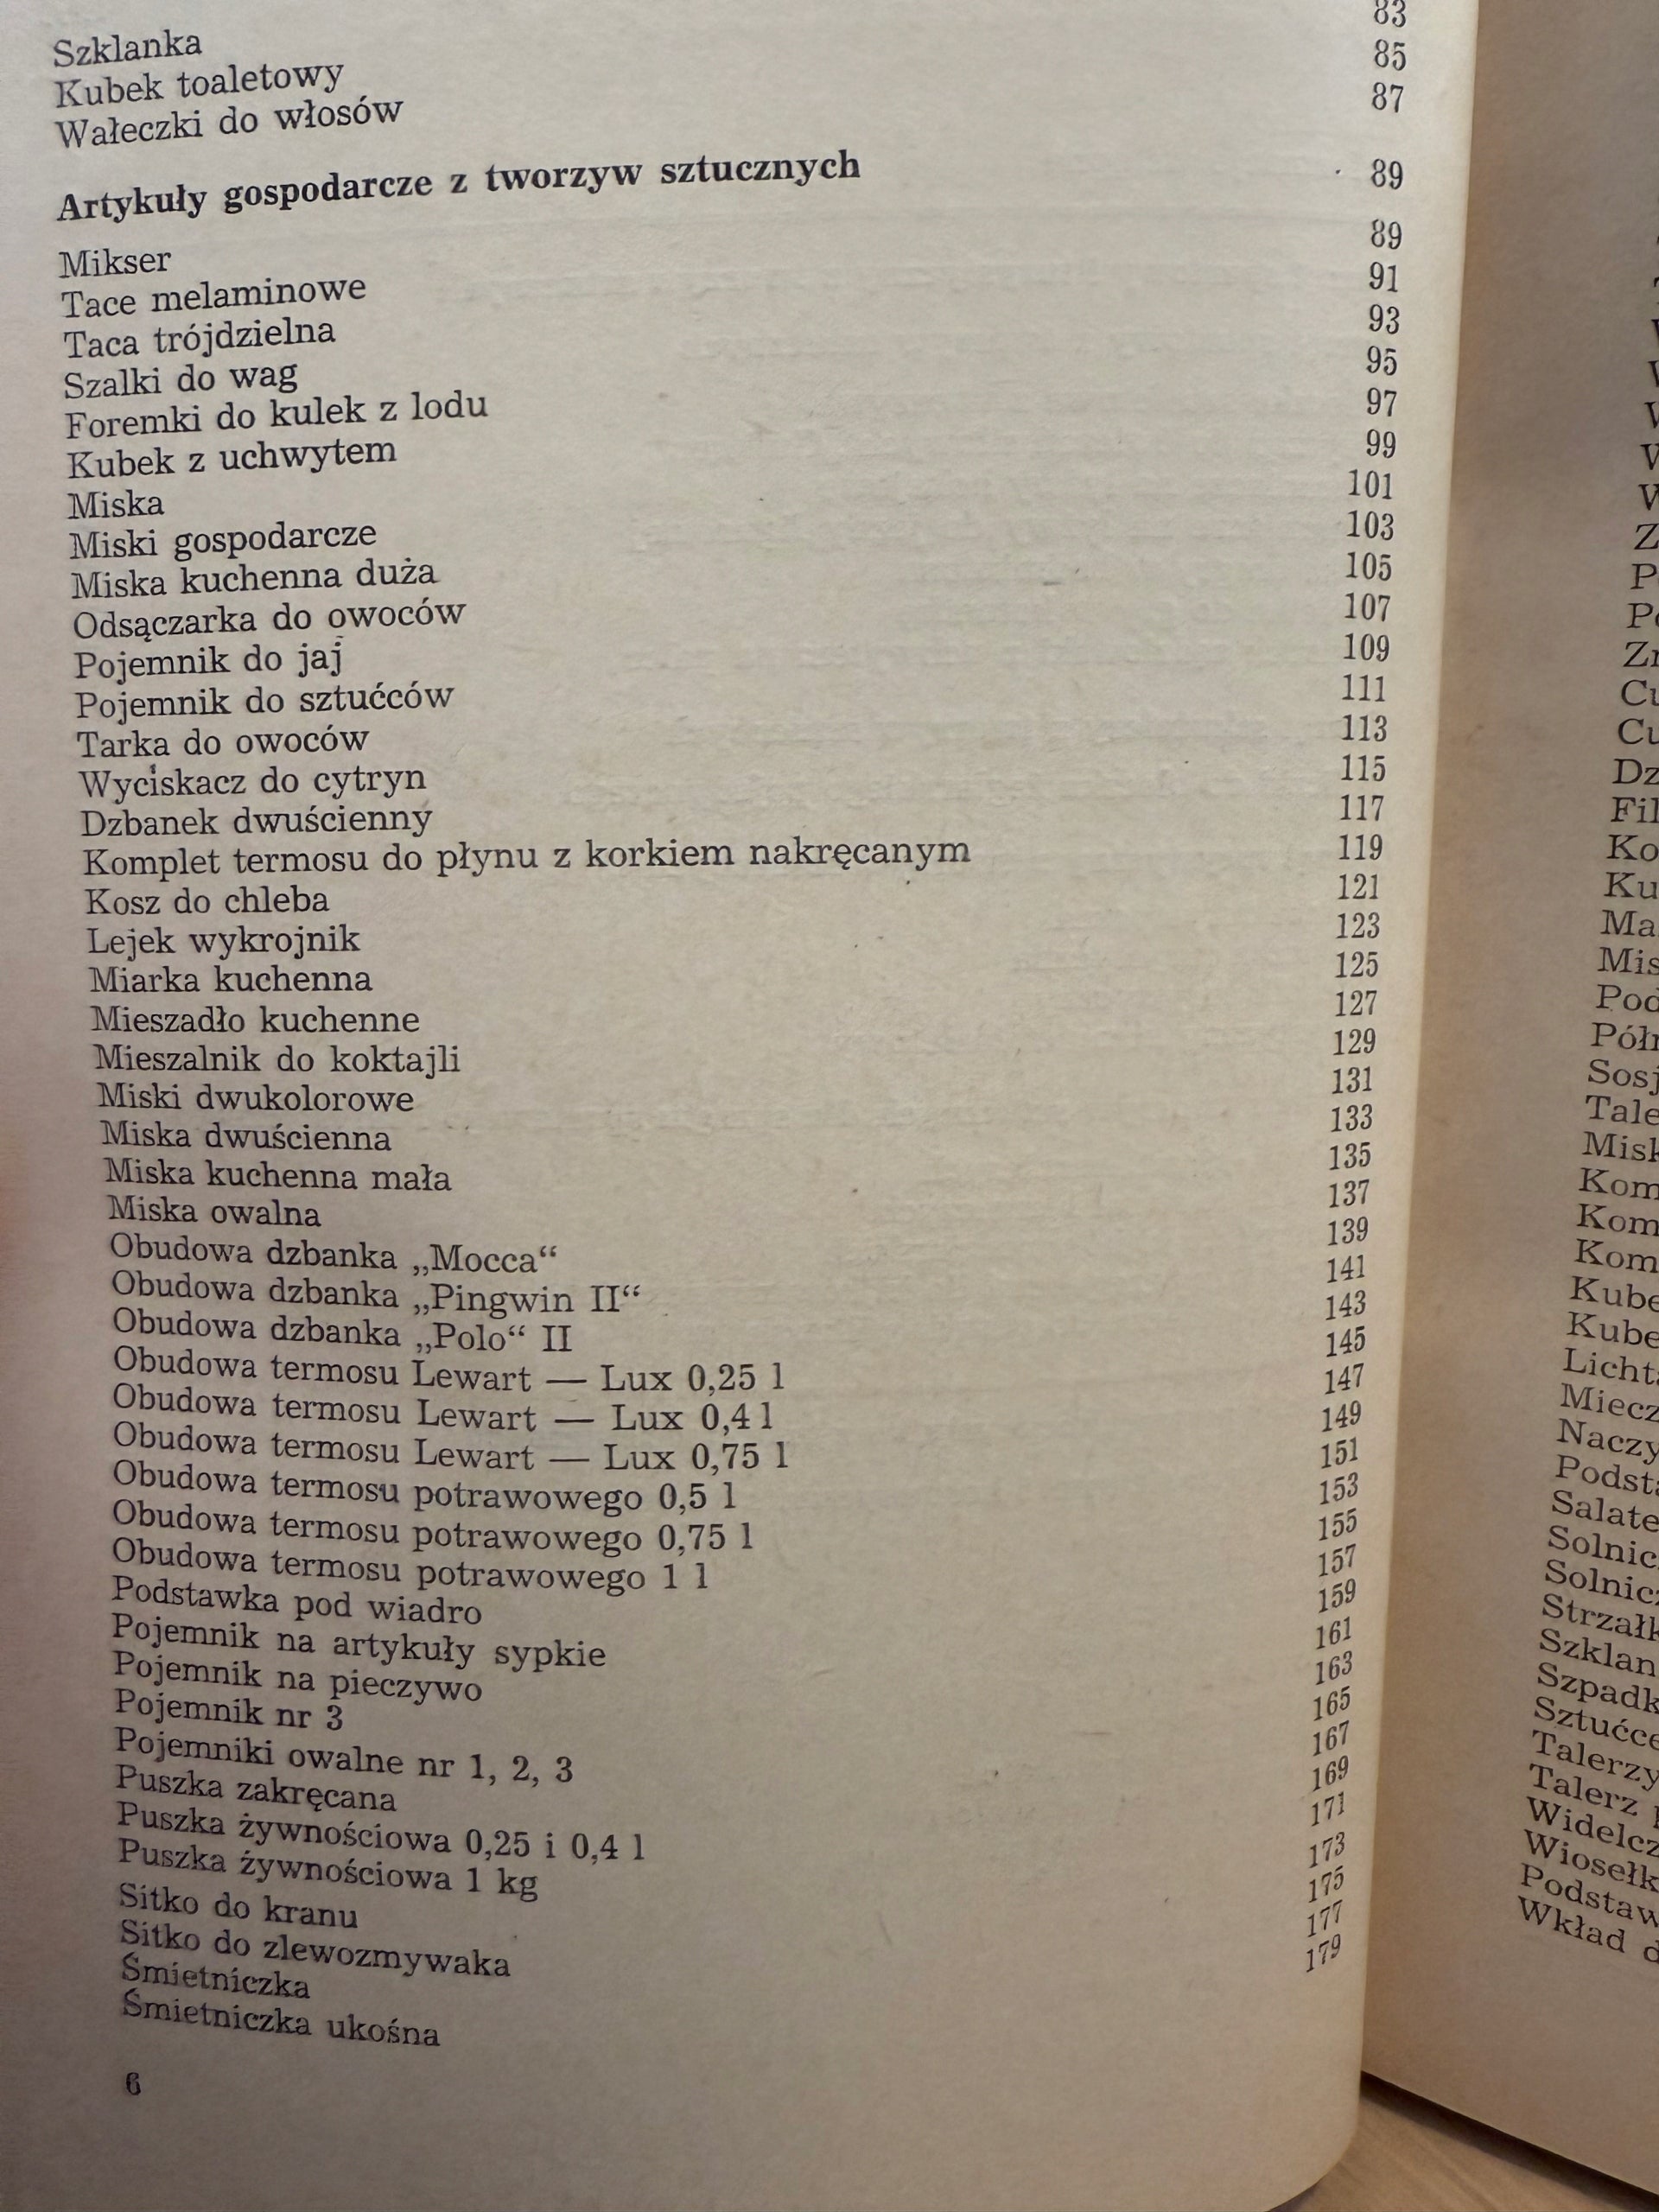 Szklanka 83
Kubek toaletowy 85
Wałeczki do włosów 87
Artykuły gospodarcze z tworzyw sztucznych 89
Mikser 89
Tace melaminowe 91
Taca trójdzielna 93
Szalki do wag 95
Foremki do kulek z lodu 97
Kubek z uchwytem 99
Miska 101
Miski gospodarcze 103
Miska kuchenna duża 105
Odsączarka do owoców 107
Pojemnik do jaj 109
Pojemnik do sztućców 111
Tarka do owoców 113
Wyciskacz do cytryn 115
Dzbanek dwuścienny 117
Komplet termosu do płynu z korkiem nakręcanym 119
Kosz do chleba 121
Lejek wykrojnik 123
Miarka kuchenna 125
Mieszadło kuchenne 127
Mieszalnik do koktajli 129
Miski dwukolorowe 131
Miska dwuścienna 133
Miska kuchenna mała 135
Miska owalna 137
Obudowa dzbanka „Mocca“ 139
Obudowa dzbanka „Pingwin II“ 141
Obudowa dzbanka „Polo“ II 143
Obudowa termosu Lewart — Lux 0,25 l 145
Obudowa termosu Lewart — Lux 0,4 l 147
Obudowa termosu Lewart — Lux 0,75 l 149
Obudowa termosu potrawowego 0,5 l 151
Obudowa termosu potrawowego 0,75 l 153
Obudowa termosu potrawowego 1 l 155
Podstawka pod wiadro 157
Pojemnik na artykuły sypkie 159
Pojemnik na pieczywo 161
Pojemnik nr 3 163
Pojemniki owalne nr 1, 2, 3 165
Puszka zakręcana 167
Puszka żywnościowa 0,25 i 0,4 l 169
Puszka żywnościowa 1 kg 171
Sitko do kranu 173
Sitko do zlewozmywaka 175
Śmietniczka 177
Śmietniczka ukośna 179
6
Talerz
Wkład